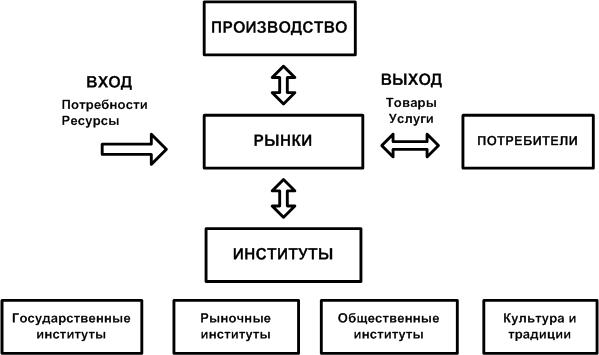 ПРОИЗВОДСТВО
ВХОД
Потребности
Ресурсы
ВЫХОД
Товары
Услуги
РЫНКИ
ПОТРЕБИТЕЛИ
ИНСТИТУТЫ
Государственные
институты
Рыночные
институты
Общественные
институты
Культура и
традиции